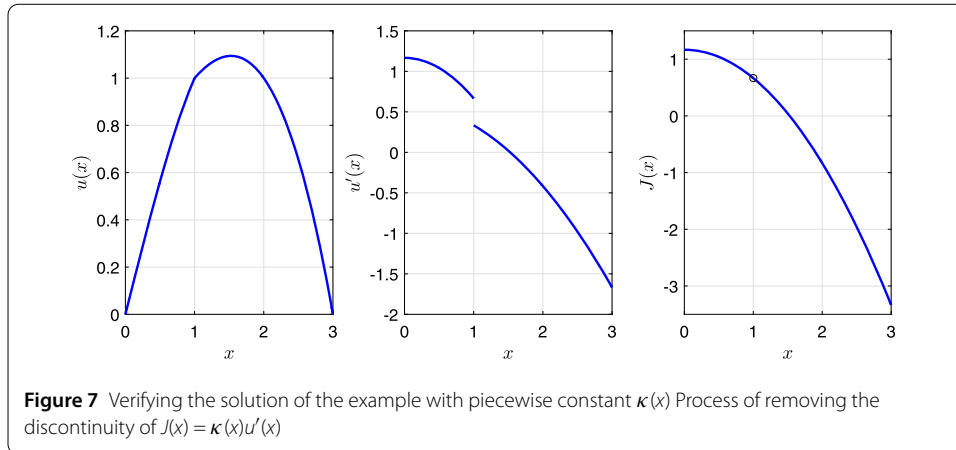 1.2
1
0.8
0.6
0.4
0.2
0
u(x)
0 1 2 3
x
1.5
1
0.5
0
-0.5
-1
-1.5
-2
u′(x)
0 1 2 3
x
1
0
-1
-2
-3
J(x)
0 1 2 3
x
Figure 7 Verifying the solution of the example with piecewise constant κ(x) Process of removing the
discontinuity of J(x) = κ(x)u′(x)